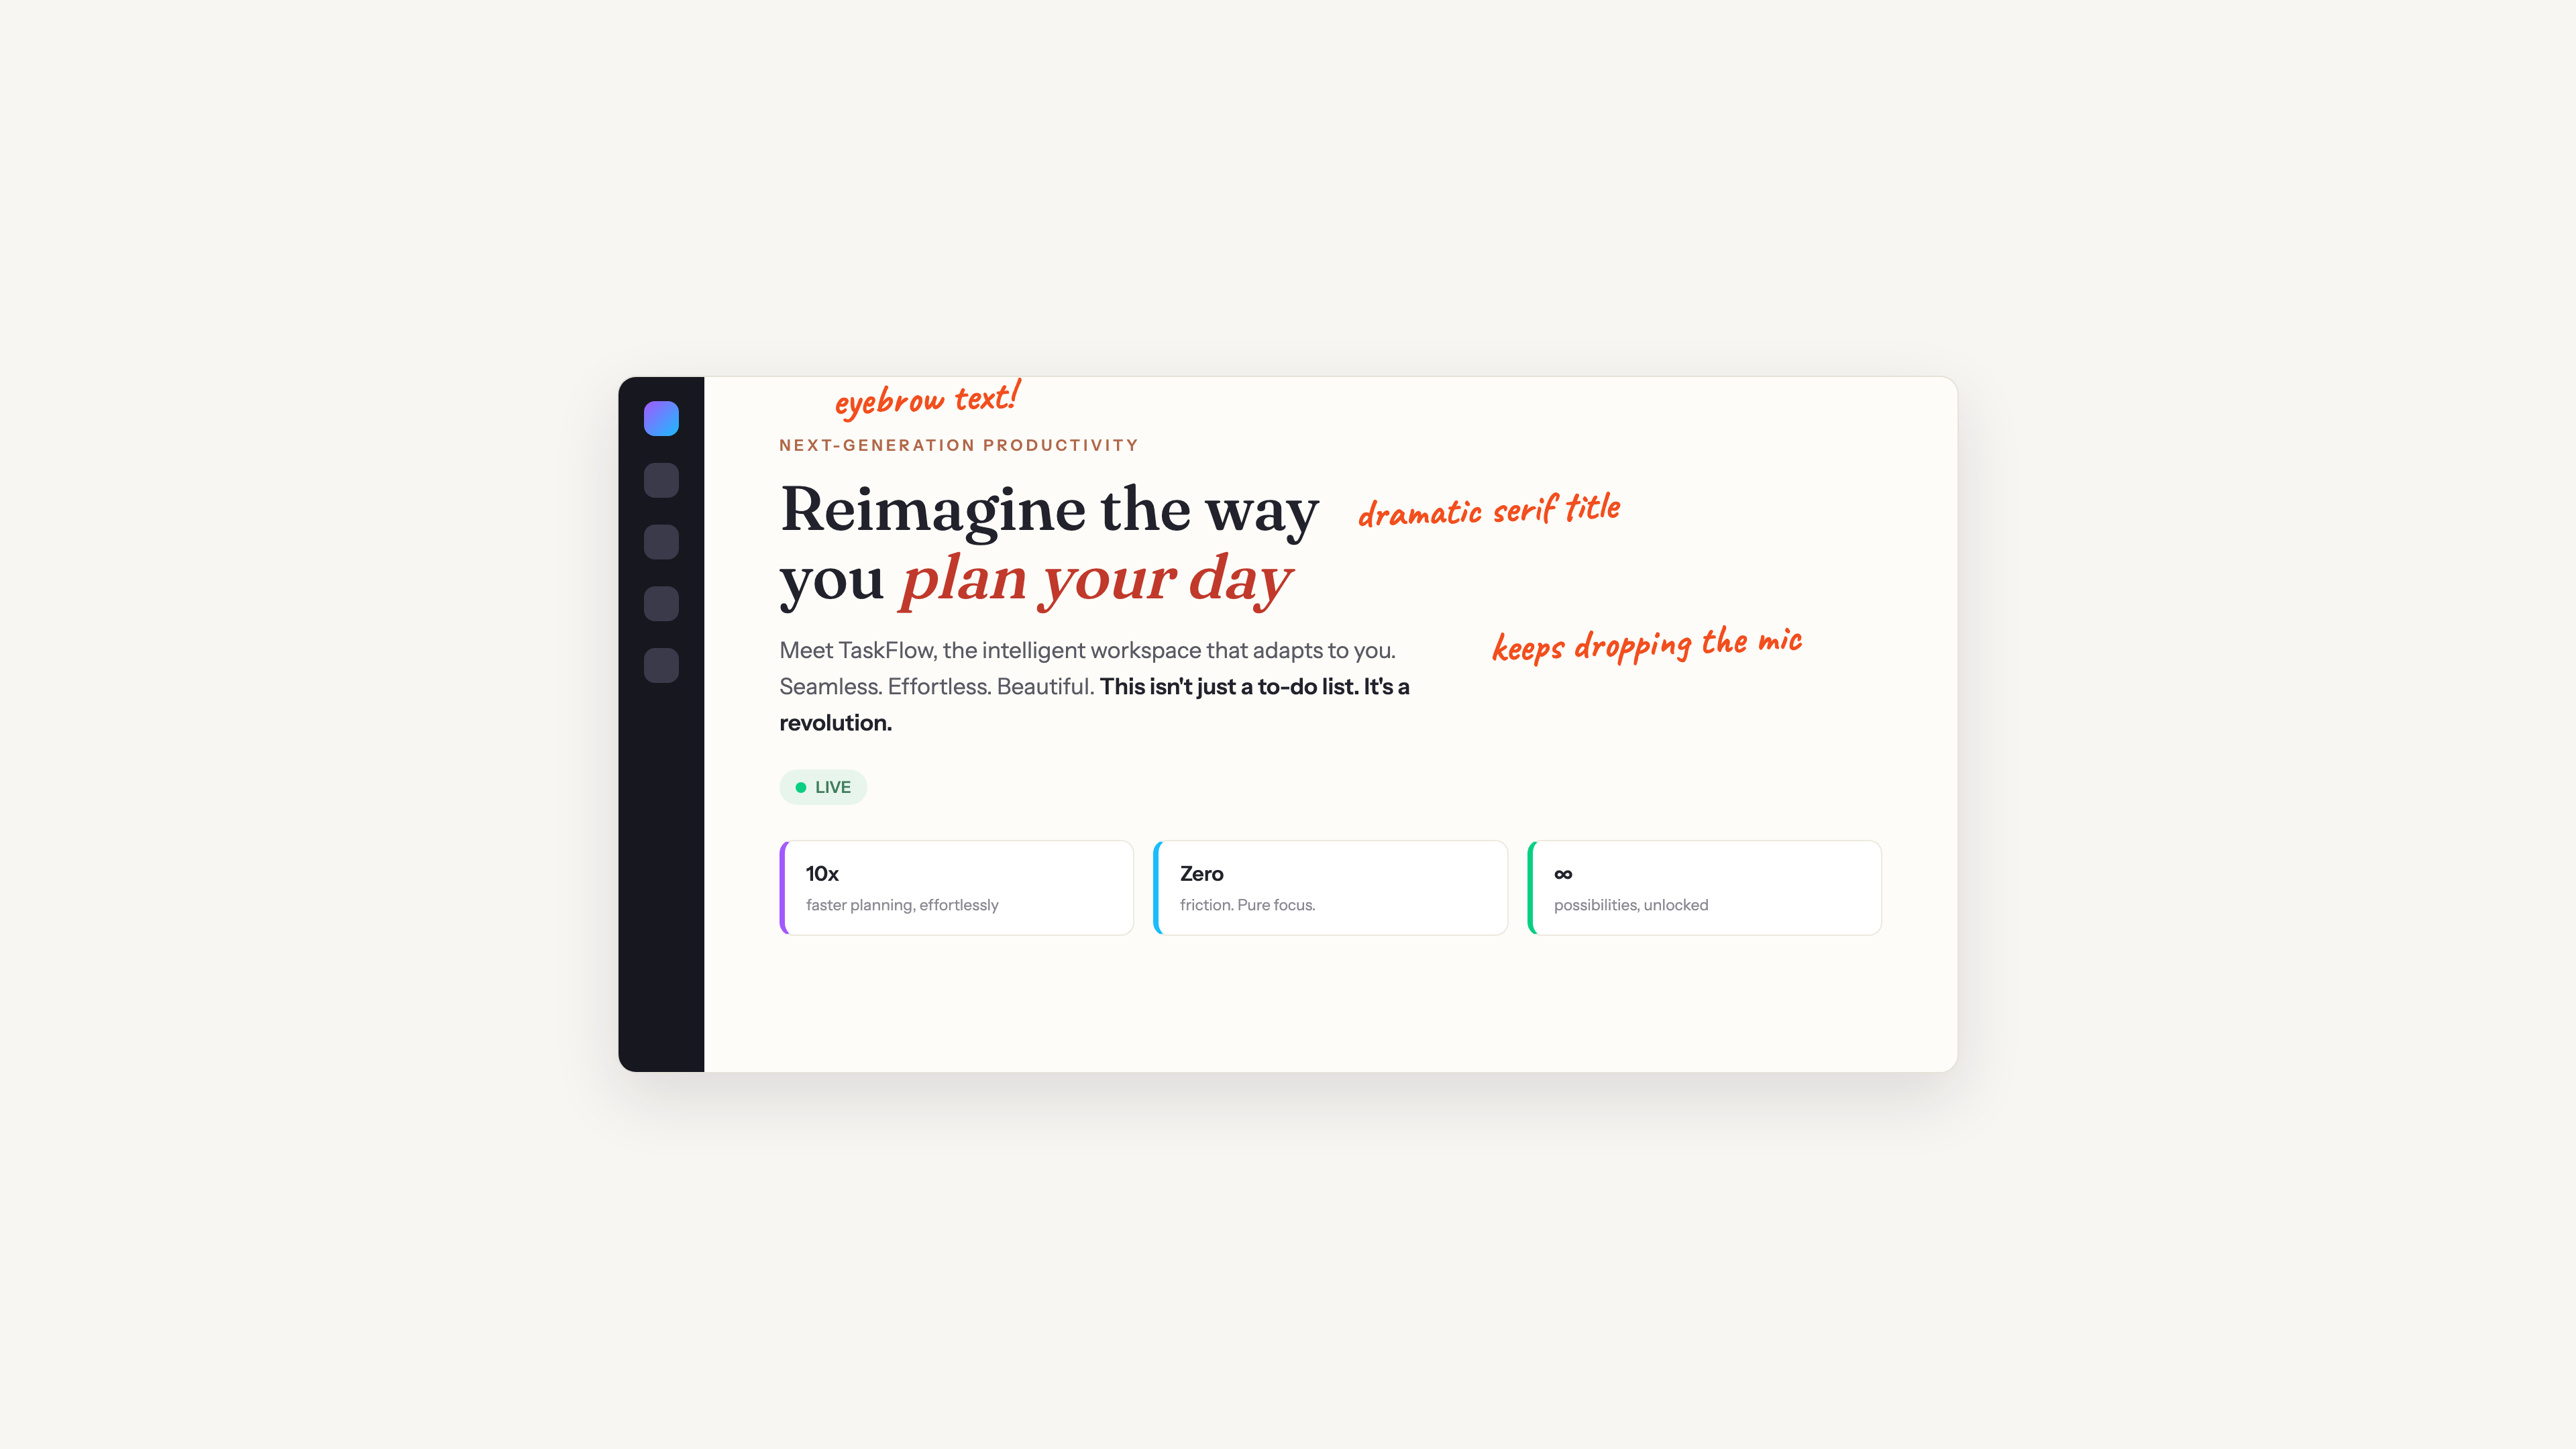 eyebrow text!
NEXT-GENERATION PRODUCTIVITY
Reimagine the way
dramatic serif title
you plan your day
keeps dropping the mic
Meet TaskFlow, the intelligent workspace that adapts to you.
Seamless. Effortless. Beautiful. This isn't just a to-do list. It's a
revolution.
LIVE
10x
faster planning, effortlessly
Zero
friction. Pure focus.
∞
possibilities, unlocked